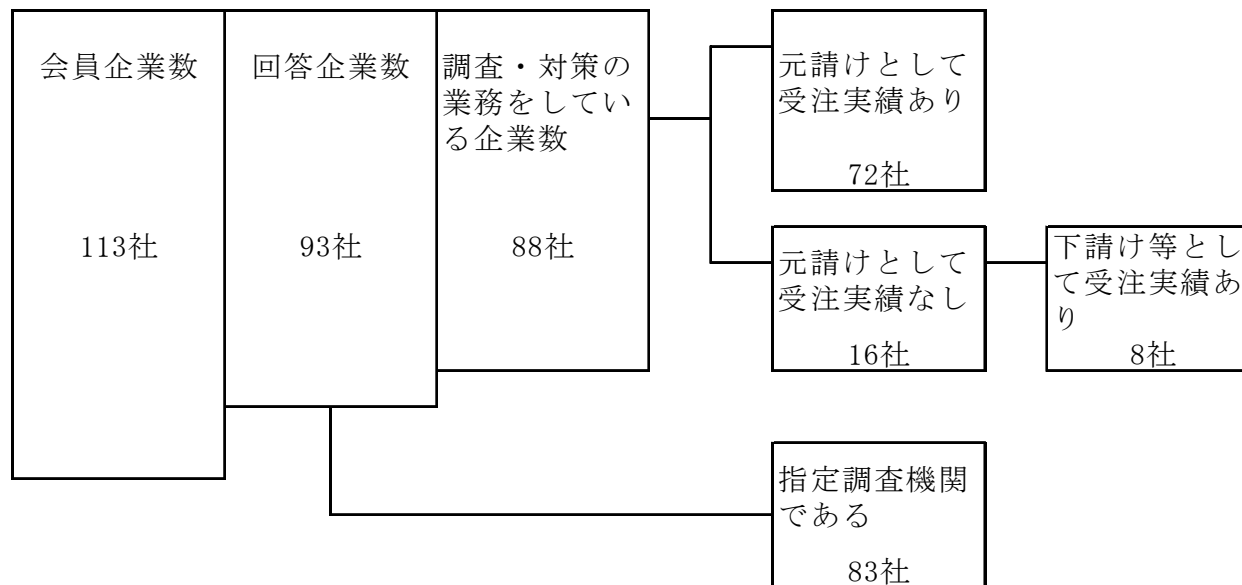 会員企業数
113社
回答企業数
93社
調査・対策の
業務をしてい
る企業数
88社
元請けとして
受注実績あり
72社
元請けとして
受注実績なし
16社
下請け等とし
て受注実績あ
り
8社
指定調査機関
である
83社